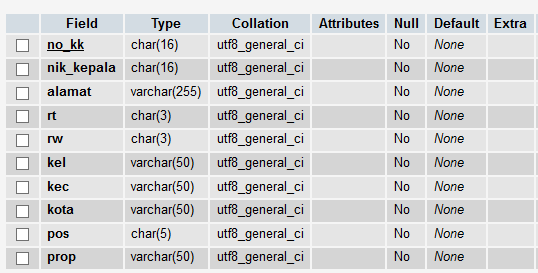 Field Type Collation Attributes Null Default Extra
no_kk char(16) utf8_general_ci No None
nik_kepala char(16) utf8_general_ci No None
alamat varchar(255) utf8_general_ci No None
rt char(3) utf8_general_ci No None
rw char(3) utf8_general_ci No None
kel varchar(50) utf8_general_ci No None
kec varchar(50) utf8_general_ci No None
kota varchar(50) utf8_general_ci No None
pos char(5) utf8_general_ci No None
prop varchar(50) utf8_general_ci No None